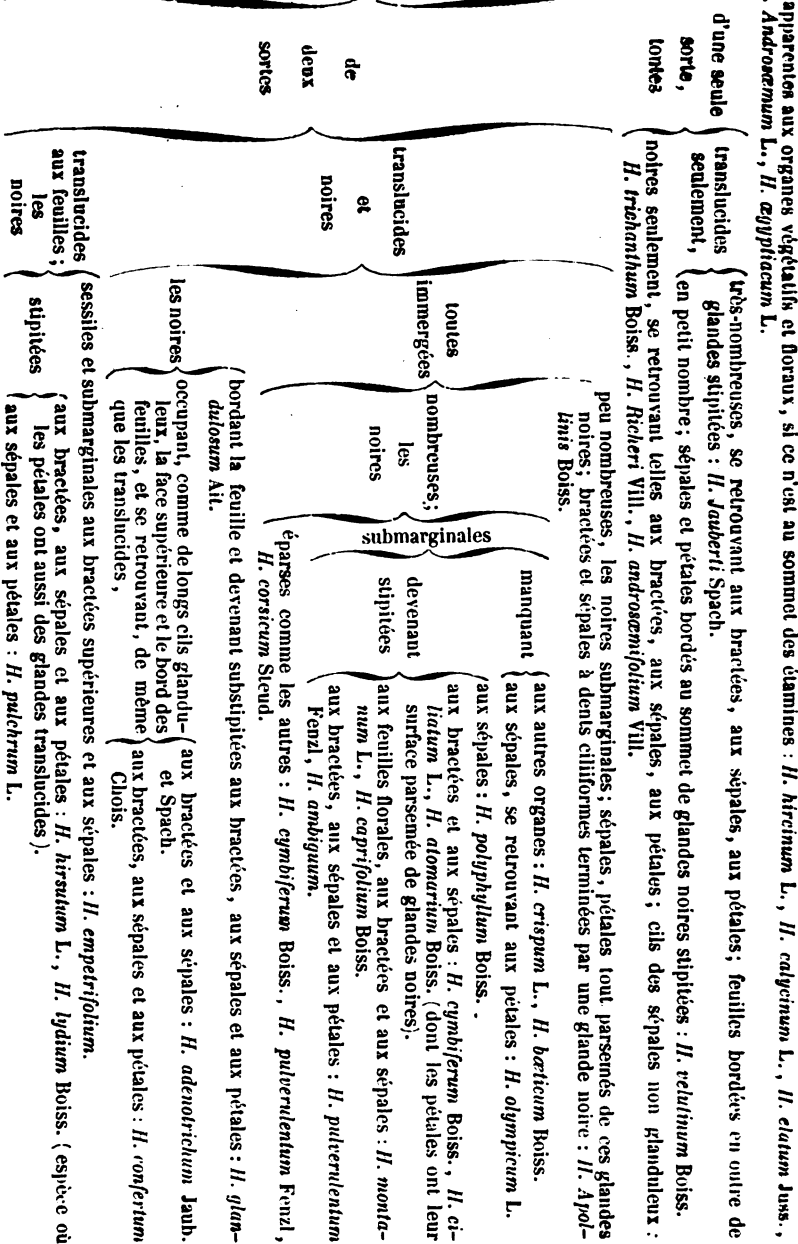 apparentes aux organes végétatifs et floraux, si ce n'est au sommet des étamines : H. hircinum L., H. calycinum L., H. elatum Juss.,
Androsæmum L., H. ægyptiacum L.
d'une seule
sorte,
toutes
translucides
seulement,
très-nombreuses, se retrouvant aux bractées, aux sépales, aux pétales; feuilles bordées en outre de
glandes stipitées : H. Jauberti Spach.
en petit nombre; sépales et pétales bordés au sommet de glandes noires stipitées : H. velutinum Boiss.
noires seulement, se retrouvant telles aux bractées, aux sépales, aux pétales; cils des sépales non glanduleux :
H. trichanthum Boiss., H. Richeri Vill., H. androsæmifolium Vill.
de
deux
sortes
translucides
et
noires
toutes
immergées
peu nombreuses, les noires submarginales; sépales, pétales tout parsemés de ces glandes
noires; bractées et sépales à dents ciliiformes terminées par une glande noire : H. Apol-
linis Boiss.
nombreuses;
les
noires
submarginales
manquant
aux autres organes : H. crispum L., H. bæticum Boiss.
aux sépales, se retrouvant aux pétales : H. olympicum L.
devenant
stipitées
aux sépales : H. polyphyllum Boiss. .
aux bractées et aux sépales : H. cymbiferum Boiss., H. ci-
liatum L., H. atomarium Boiss. (dont les pétales ont leur
surface parsemée de glandes noires).
aux feuilles florales, aux bractées et aux sépales : H. monta-
num L., H. caprifolium Boiss.
aux bractées, aux sépales et aux pétales : H. pulverulentum
Fenzl, H. ambiguum.
éparses comme les autres : H. cymbiferum Boiss., H. pulverulentum Fenzl,
H. corsicum Steud.
les noires
bordant la feuille et devenant substipitées aux bractées, aux sépales et aux pétales : H. glan-
dulosum Ait.
occupant, comme de longs cils glandu-
leux, la face supérieure et le bord des
feuilles, et se retrouvant, de même
que les translucides,
aux bractées et aux sépales : H. adenotrichum Jaub.
et Spach.
aux bractées, aux sépales et aux pétales : H. confertum
Chois.
translucides
aux feuilles;
les
noires
sessiles et submarginales aux bractées supérieures et aux sépales : H. empetrifolium.
stipitées
aux bractées, aux sépales et aux pétales : H. hirsutum L., H. lydium Boiss. (espèce où
les pétales ont aussi des glandes translucides).
aux sépales et aux pétales : H. pulchrum L.